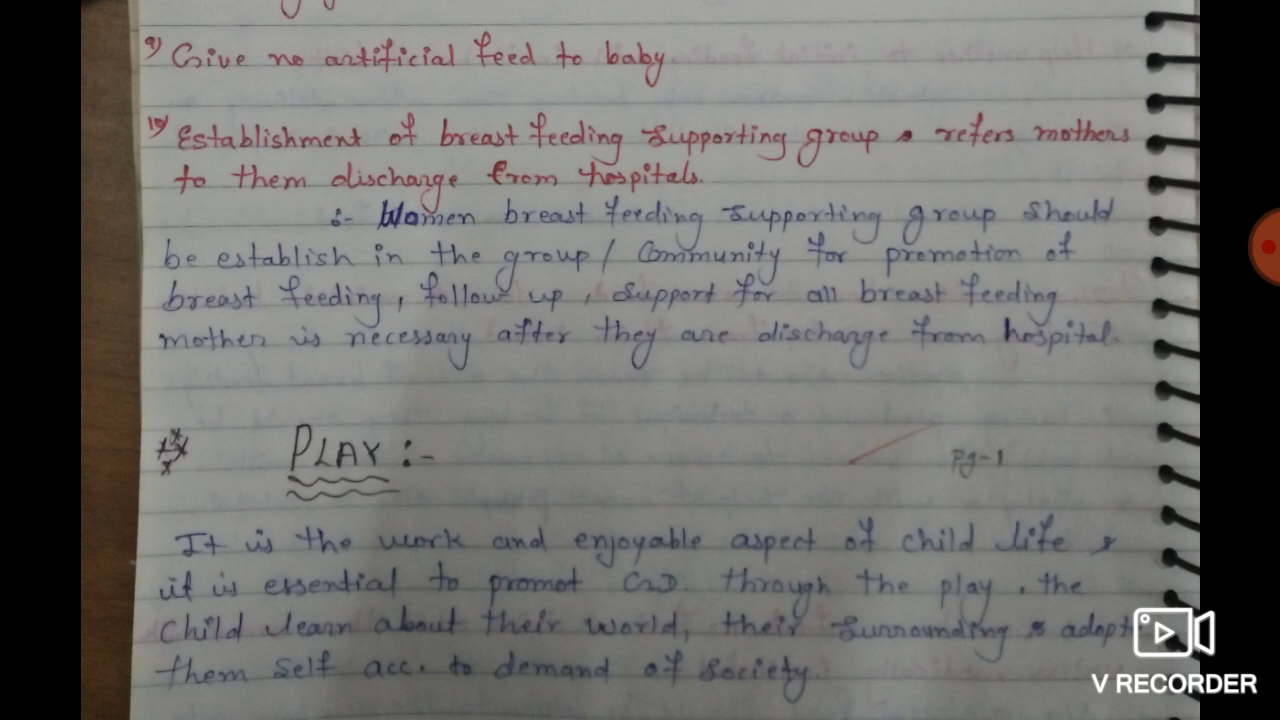 9) Give no artificial feed to baby
10) Establishment of breast feeding supporting group & refers mothers
to them discharge from hospitals.
:- Women breast feeding supporting group should
be establish in the group / Community for promotion of
breast feeding, follow up, support for all breast feeding
mother is necessary after they are discharge from hospital.
PLAY :-
Pg-1
It is the work and enjoyable aspect of child life &
it is essential to promot G&D. through the play, the
child learn about their world, their surrounding & adopt
them self acc. to demand of society.
V RECORDER